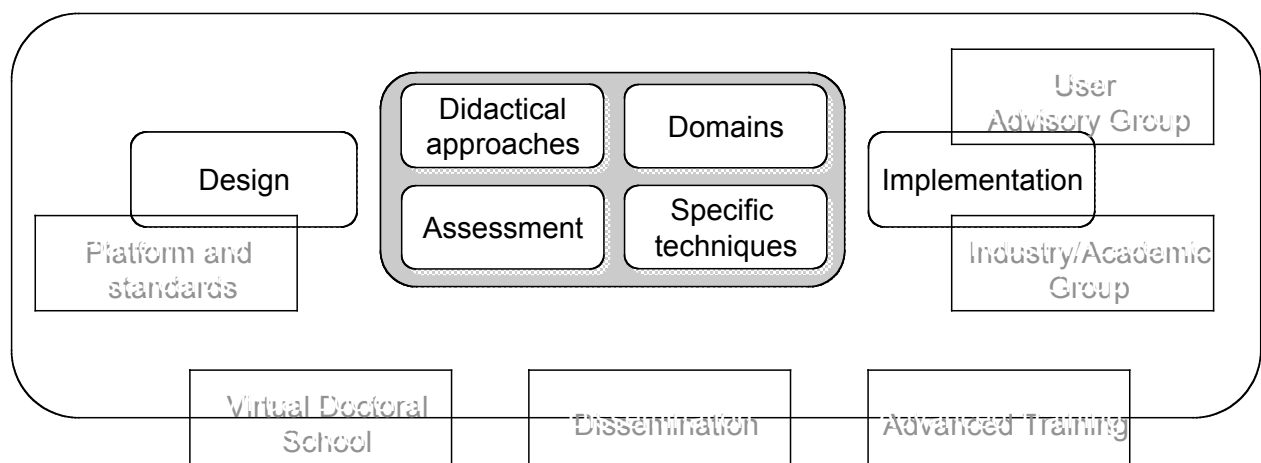 User
Advisory Group
Didactical
approaches
Domains
Design
Implementation
Assessment
Specific
techniques
Platform and
standards
Industry/Academic
Group
Virtual Doctoral
School
Dissemination
Advanced Training